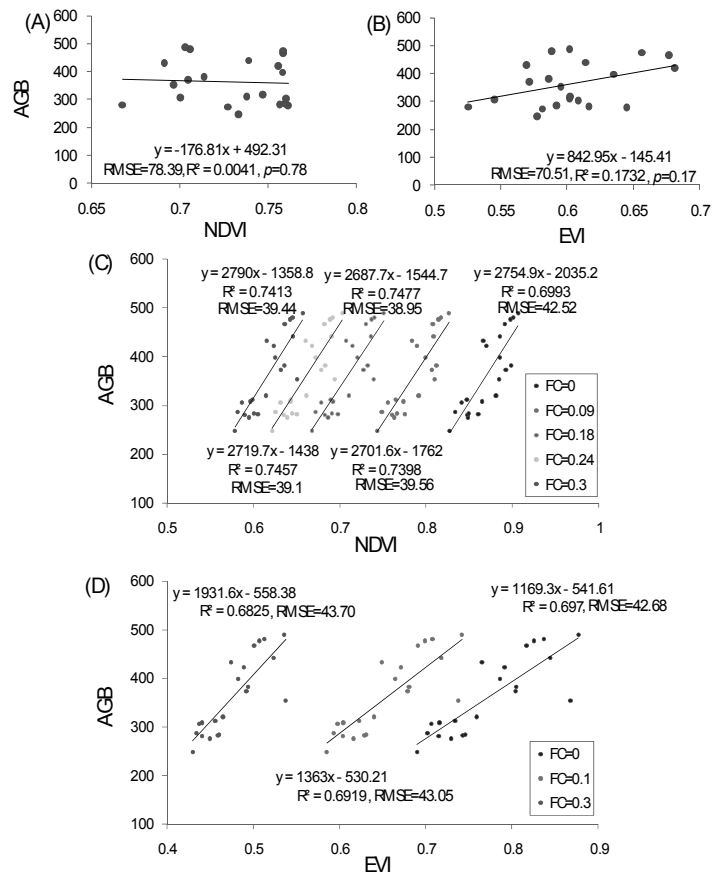 (A)
AGB
600
500
400
300
200
100
0
y = -176.81x + 492.31
RMSE=78.39, R² = 0.0041, p=0.78
0.65 0.7 0.75 0.8
NDVI
(B)
600
500
400
300
200
100
0
842.95x - 145.41
RMSE=70.51, R² = 0.1732, p=0.17
0.5 0.55 0.6 0.65 0.7
EVI
(C)
AGB
600
500
400
300
200
100
y = 2790x - 1358.8
R² = 0.7413
RMSE=39.44
y = 2687.7x - 1544.7
R² = 0.7477
RMSE=38.95
y = 2754.9x - 2035.2
R² = 0.6993
RMSE=42.52
y = 2719.7x - 1438
R² = 0.7457
RMSE=39.1
y = 2701.6x - 1762
R² = 0.7398
RMSE=39.56
FC=0
FC=0.09
FC=0.18
FC=0.24
FC=0.3
0.5 0.6 0.7 0.8 0.9 1
NDVI
(D)
AGB
600
500
400
300
200
100
y = 1931.6x - 558.38
R² = 0.6825, RMSE=43.70
y = 1169.3x - 541.61
R² = 0.697, RMSE=42.68
y = 1363x - 530.21
R² = 0.6919, RMSE=43.05
FC=0
FC=0.1
FC=0.3
0.4 0.5 0.6 0.7 0.8 0.9
EVI